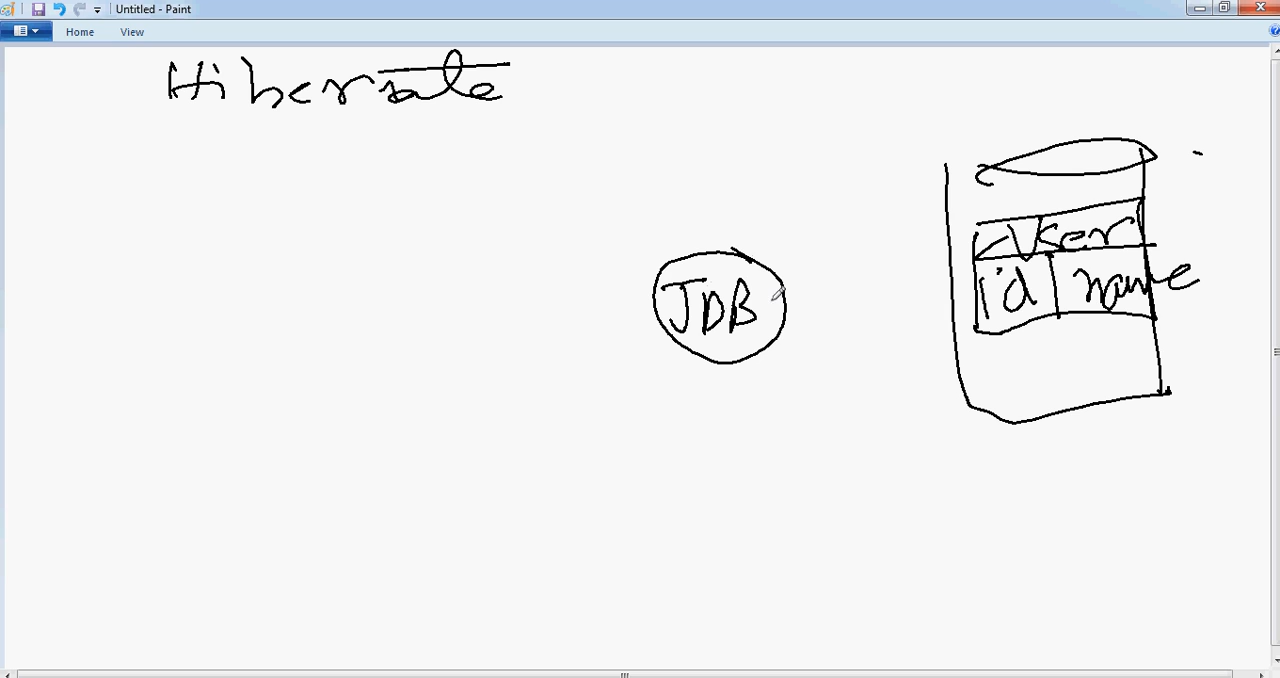 Untitled - Paint
Home View
Hibernate
User
id name
JDB